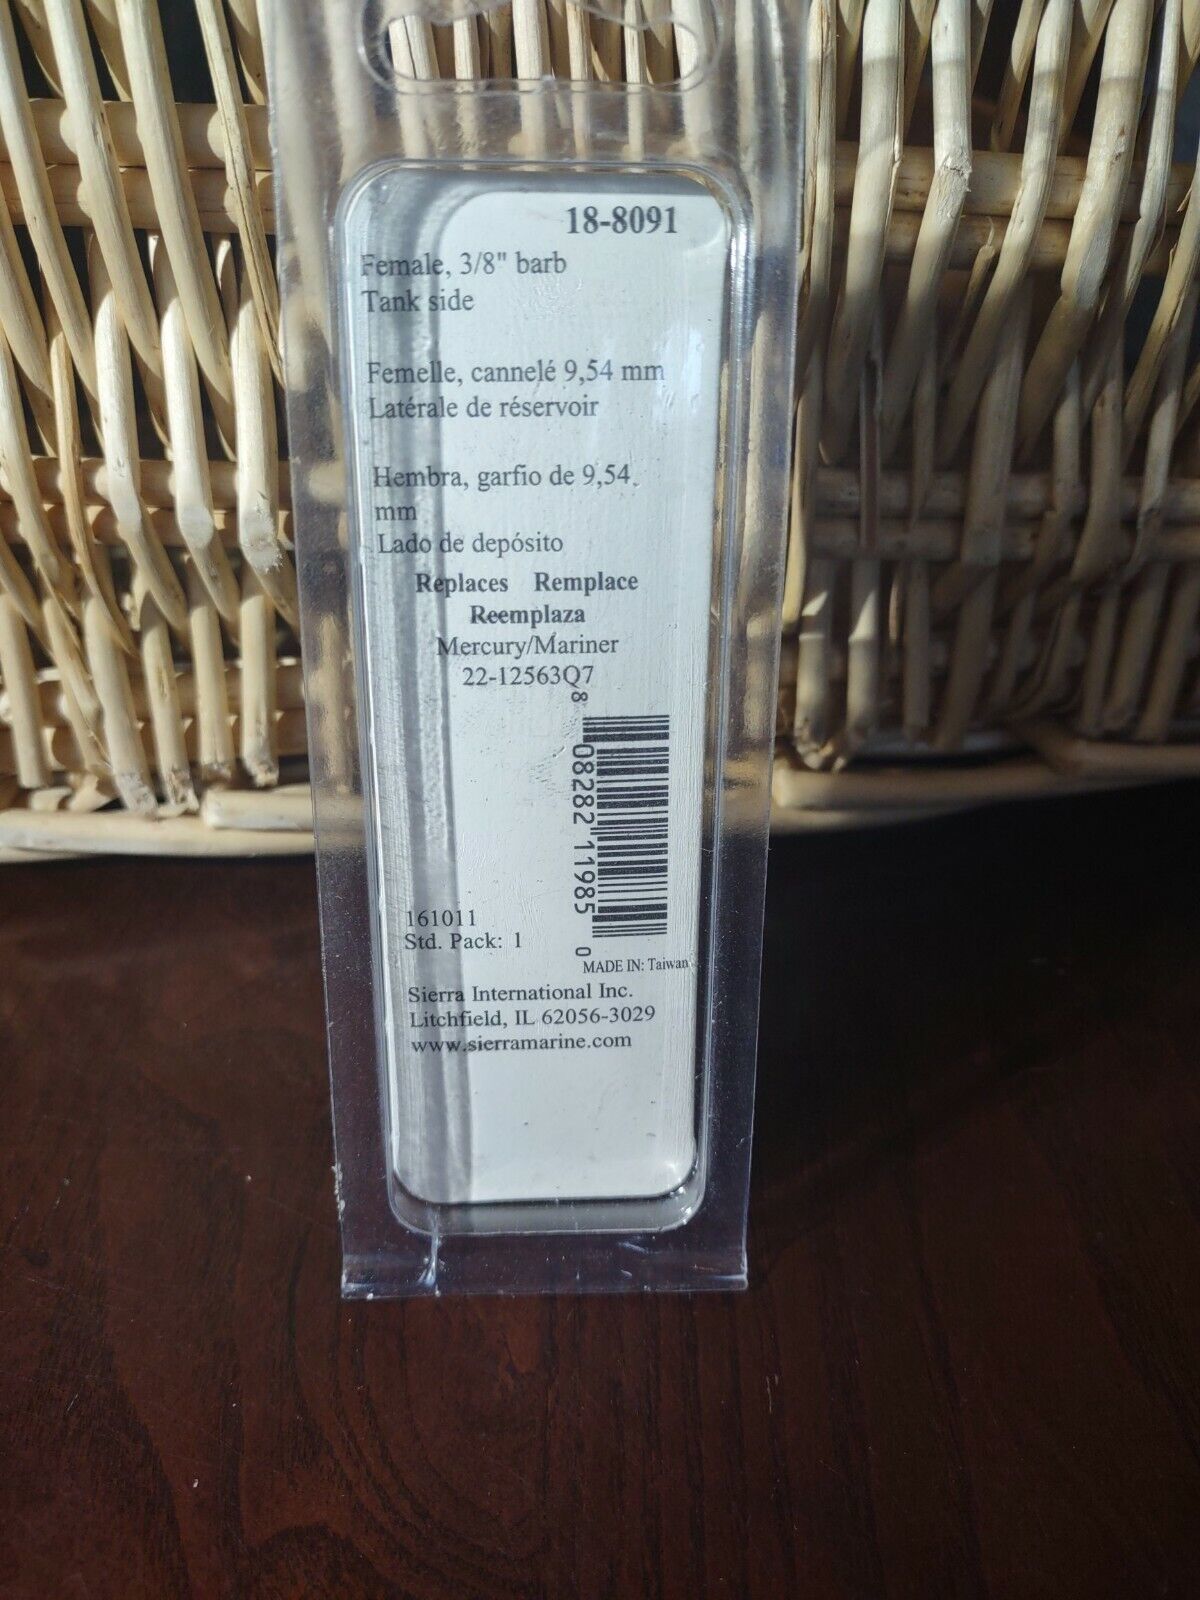 18-8091
Female, 3/8" barb
Tank side
Femelle, cannelé 9,54 mm
Latérale de réservoir
Hembra, garfio de 9,54
mm
Lado de depósito
Replaces Remplace
Reemplaza
Mercury/Mariner
22-12563Q7
8 08282 11985 0
161011
Std. Pack: 1
MADE IN: Taiwan
Sierra International Inc.
Litchfield, IL 62056-3029
www.sierramarine.com